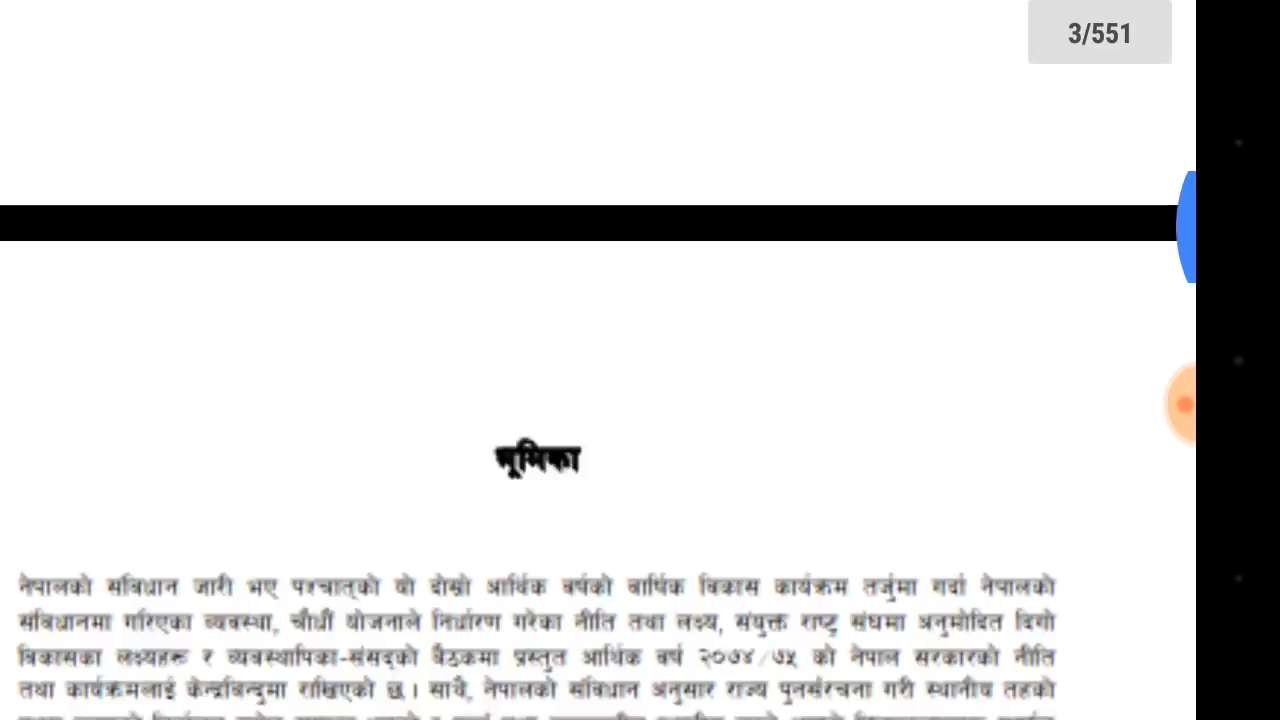 3/551
भूमिका
नेपालको संविधान जारी भए पश्चात्को यो दोस्रो आर्थिक वर्षको वार्षिक विकास कार्यक्रम तर्जुमा गर्दा नेपालको
संविधानमा गरिएका व्यवस्था, चौधौं योजनाले निर्धारण गरेका नीति तथा लक्ष्य, संयुक्त राष्ट्र संघमा अनुमोदित दिगो
विकासका लक्ष्यहरू र व्यवस्थापिका-संसद्को बैठकमा प्रस्तुत आर्थिक वर्ष २०७४/७५ को नेपाल सरकारको नीति
तथा कार्यक्रमलाई केन्द्रविन्दुमा राखिएको छ। साथै, नेपालको संविधान अनुसार राज्य पुनर्संरचना गरी स्थानीय तहको